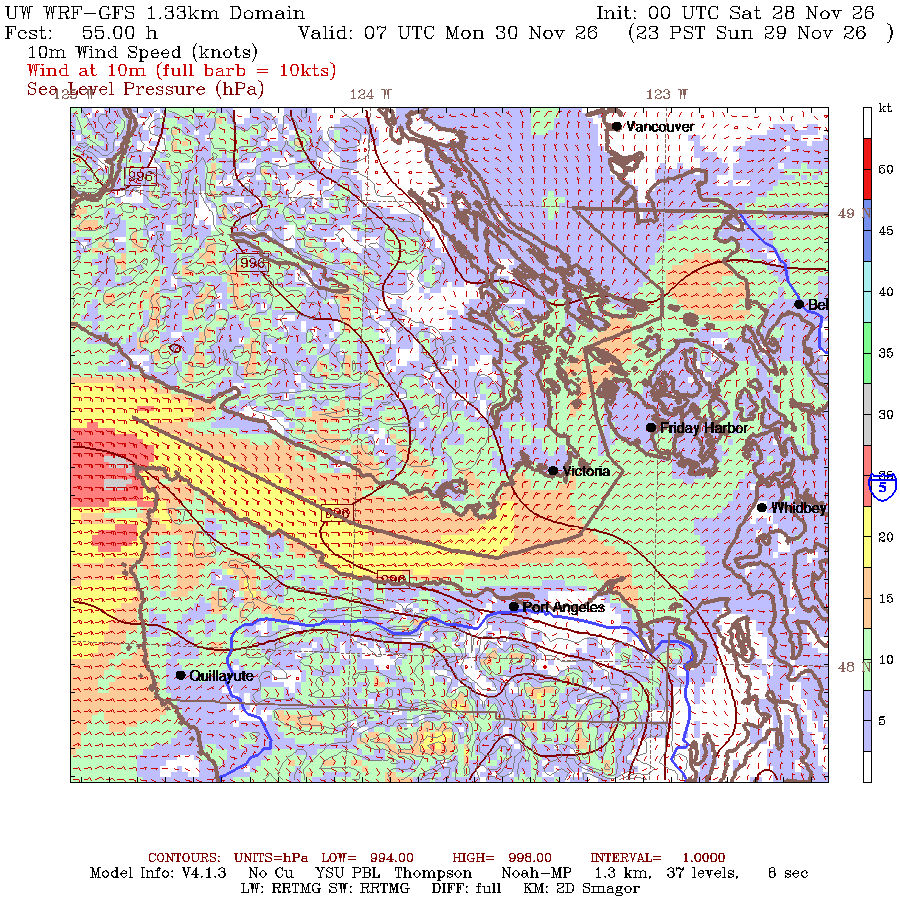 UW WRF-GFS 1.33km Domain Init: 00 UTC Sat 28 Nov 26
Fcst: 55.00 h Valid: 07 UTC Mon 30 Nov 26 (23 PST Sun 29 Nov 26 )
10m Wind Speed (knots)
Wind at 10m (full barb = 10kts)
Sea Level Pressure (hPa)
125 W 124 W 123 W
kt
Vancouver
996
50
49 N
45
996
40
Bel
35
30
Friday Harbor
Victoria
25
5
Whidbey
996
20
996
15
Port Angeles
10
48 N
Quillayute
5
CONTOURS: UNITS=hPa LOW= 994.00 HIGH= 998.00 INTERVAL= 1.0000
Model Info: V4.1.3 No Cu YSU PBL Thompson Noah-MP 1.3 km, 37 levels, 8 sec
LW: RRTMG SW: RRTMG DIFF: full KM: 2D Smagor